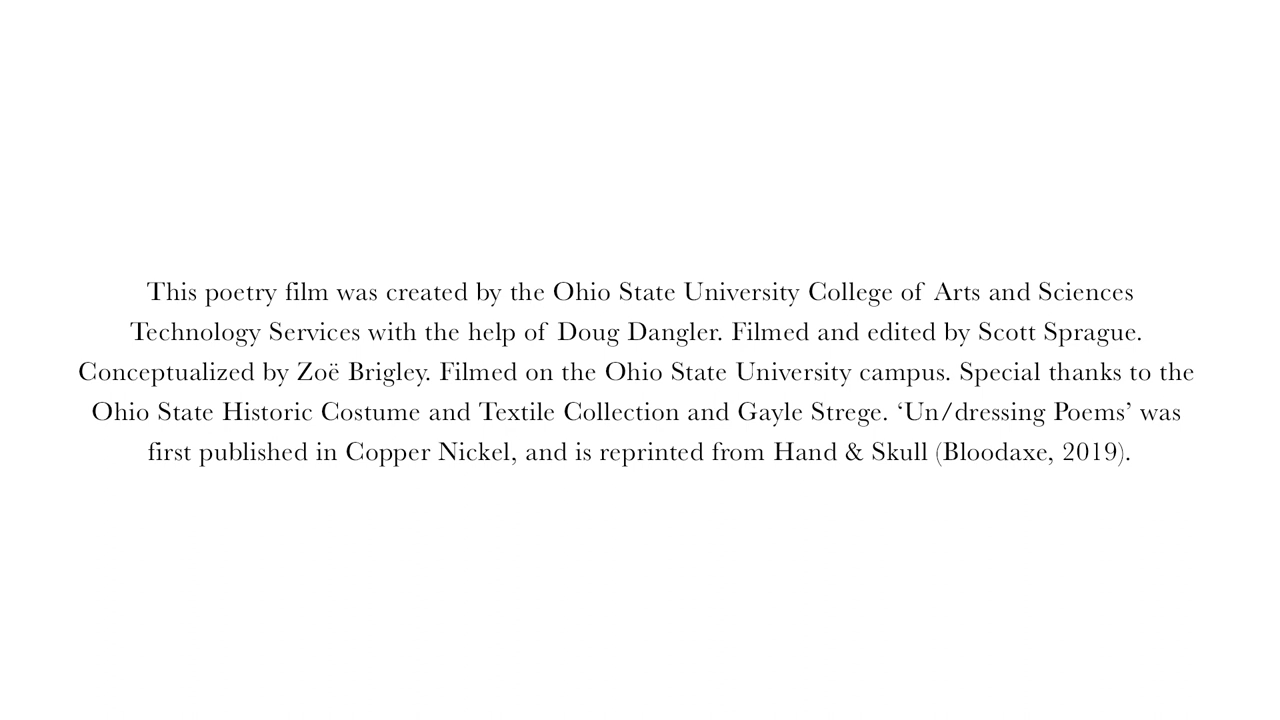 This poetry film was created by the Ohio State University College of Arts and Sciences
Technology Services with the help of Doug Dangler. Filmed and edited by Scott Sprague.
Conceptualized by Zoë Brigley. Filmed on the Ohio State University campus. Special thanks to the
Ohio State Historic Costume and Textile Collection and Gayle Strege. ‘Un/dressing Poems’ was
first published in Copper Nickel, and is reprinted from Hand & Skull (Bloodaxe, 2019).